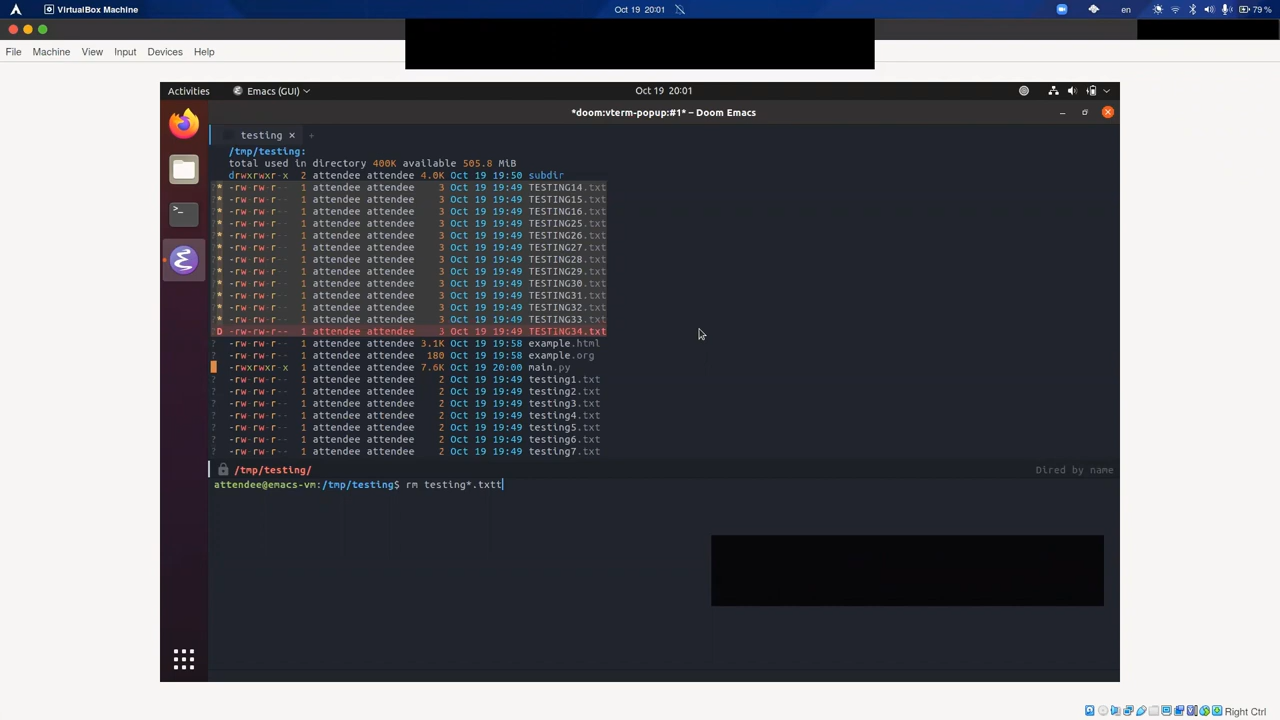 VirtualBox Machine
Oct 19 20:01
en
79 %
File Machine View Input Devices Help
Activities
Emacs (GUI)
Oct 19 20:01
*doom:vterm-popup:#1* – Doom Emacs
testing × +
/tmp/testing:
total used in directory 400K available 505.8 MiB
drwxrwxr-x 2 attendee attendee 4.0K Oct 19 19:50 subdir
* -rw-rw-r-- 1 attendee attendee 3 Oct 19 19:49 TESTING14.txt
* -rw-rw-r-- 1 attendee attendee 3 Oct 19 19:49 TESTING15.txt
* -rw-rw-r-- 1 attendee attendee 3 Oct 19 19:49 TESTING16.txt
* -rw-rw-r-- 1 attendee attendee 3 Oct 19 19:49 TESTING25.txt
* -rw-rw-r-- 1 attendee attendee 3 Oct 19 19:49 TESTING26.txt
* -rw-rw-r-- 1 attendee attendee 3 Oct 19 19:49 TESTING27.txt
* -rw-rw-r-- 1 attendee attendee 3 Oct 19 19:49 TESTING28.txt
* -rw-rw-r-- 1 attendee attendee 3 Oct 19 19:49 TESTING29.txt
* -rw-rw-r-- 1 attendee attendee 3 Oct 19 19:49 TESTING30.txt
* -rw-rw-r-- 1 attendee attendee 3 Oct 19 19:49 TESTING31.txt
* -rw-rw-r-- 1 attendee attendee 3 Oct 19 19:49 TESTING32.txt
* -rw-rw-r-- 1 attendee attendee 3 Oct 19 19:49 TESTING33.txt
D -rw-rw-r-- 1 attendee attendee 3 Oct 19 19:49 TESTING34.txt
? -rw-rw-r-- 1 attendee attendee 3.1K Oct 19 19:58 example.html
? -rw-rw-r-- 1 attendee attendee 180 Oct 19 19:58 example.org
-rwxrwxr-x 1 attendee attendee 7.6K Oct 19 20:00 main.py
? -rw-rw-r-- 1 attendee attendee 2 Oct 19 19:49 testing1.txt
? -rw-rw-r-- 1 attendee attendee 2 Oct 19 19:49 testing2.txt
? -rw-rw-r-- 1 attendee attendee 2 Oct 19 19:49 testing3.txt
? -rw-rw-r-- 1 attendee attendee 2 Oct 19 19:49 testing4.txt
? -rw-rw-r-- 1 attendee attendee 2 Oct 19 19:49 testing5.txt
? -rw-rw-r-- 1 attendee attendee 2 Oct 19 19:49 testing6.txt
? -rw-rw-r-- 1 attendee attendee 2 Oct 19 19:49 testing7.txt
/tmp/testing/ Dired by name
attendee@emacs-vm:/tmp/testing$ rm testing*.txtt
Right Ctrl